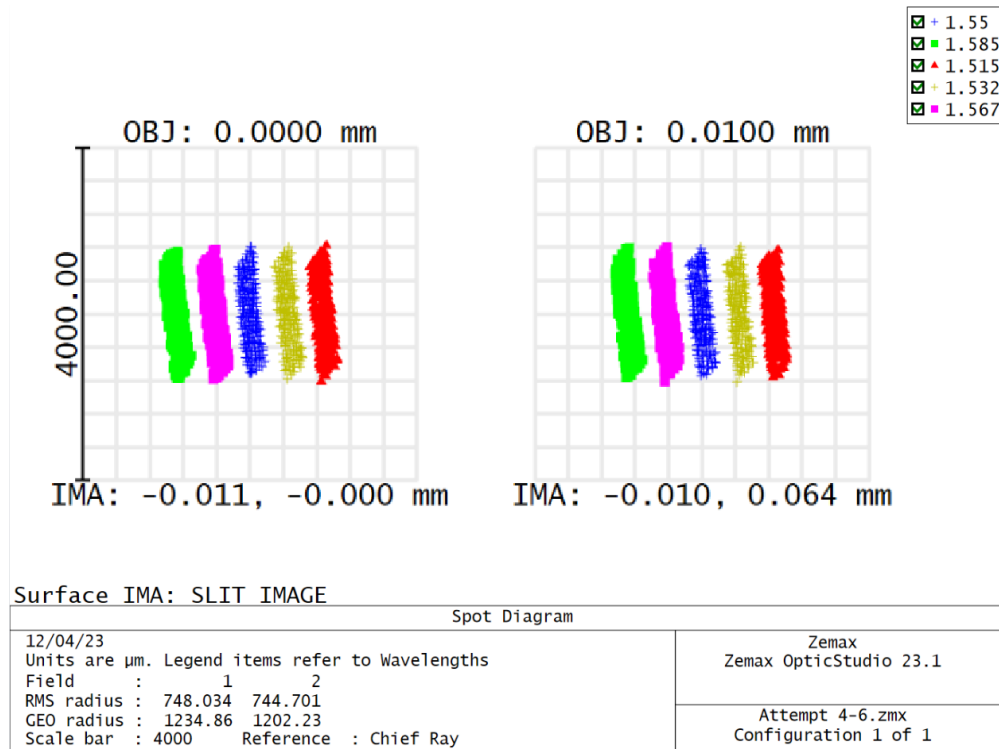 1.55
1.585
1.515
1.532
1.567
OBJ: 0.0000 mm
OBJ: 0.0100 mm
4000.00
IMA: -0.011, -0.000 mm
IMA: -0.010, 0.064 mm
Surface IMA: SLIT IMAGE
Spot Diagram
12/04/23
Units are µm. Legend items refer to Wavelengths
Field : 1 2
RMS radius : 748.034 744.701
GEO radius : 1234.86 1202.23
Scale bar : 4000 Reference : Chief Ray
Zemax
Zemax OpticStudio 23.1
Attempt 4-6.zmx
Configuration 1 of 1